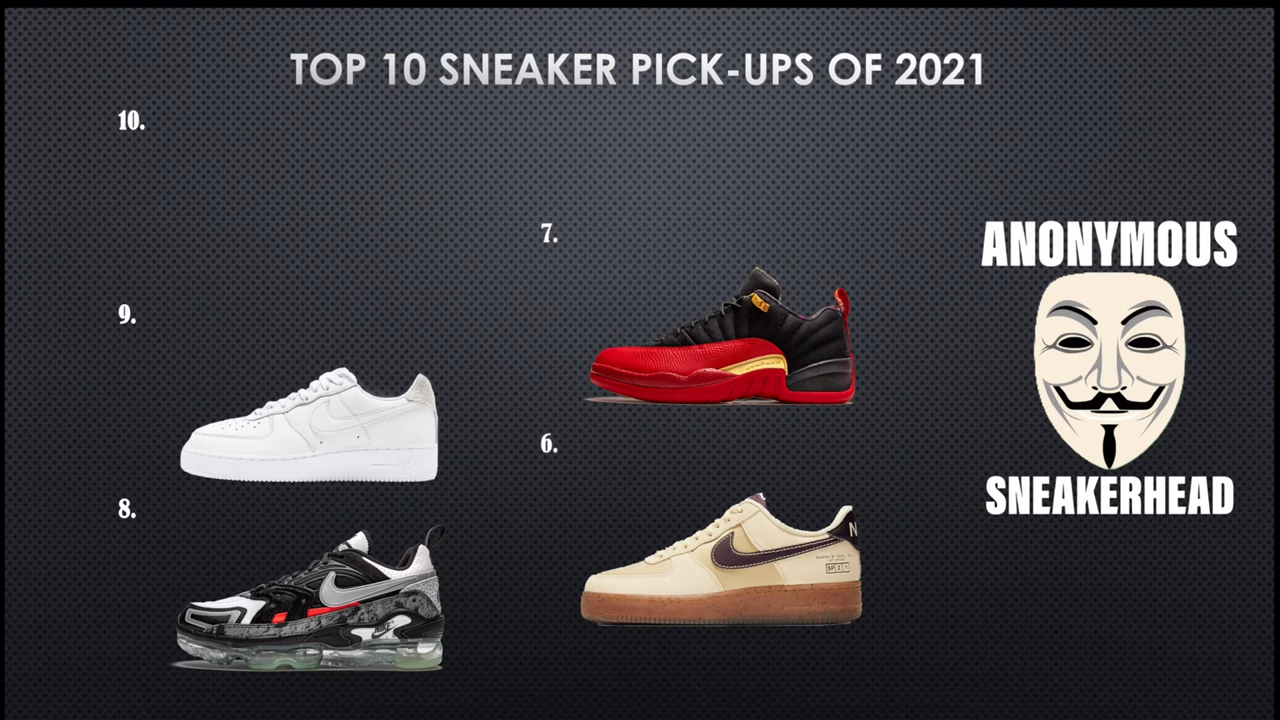 TOP 10 SNEAKER PICK-UPS OF 2021
10.
9.
8.
7.
6.
ANONYMOUS
SNEAKERHEAD